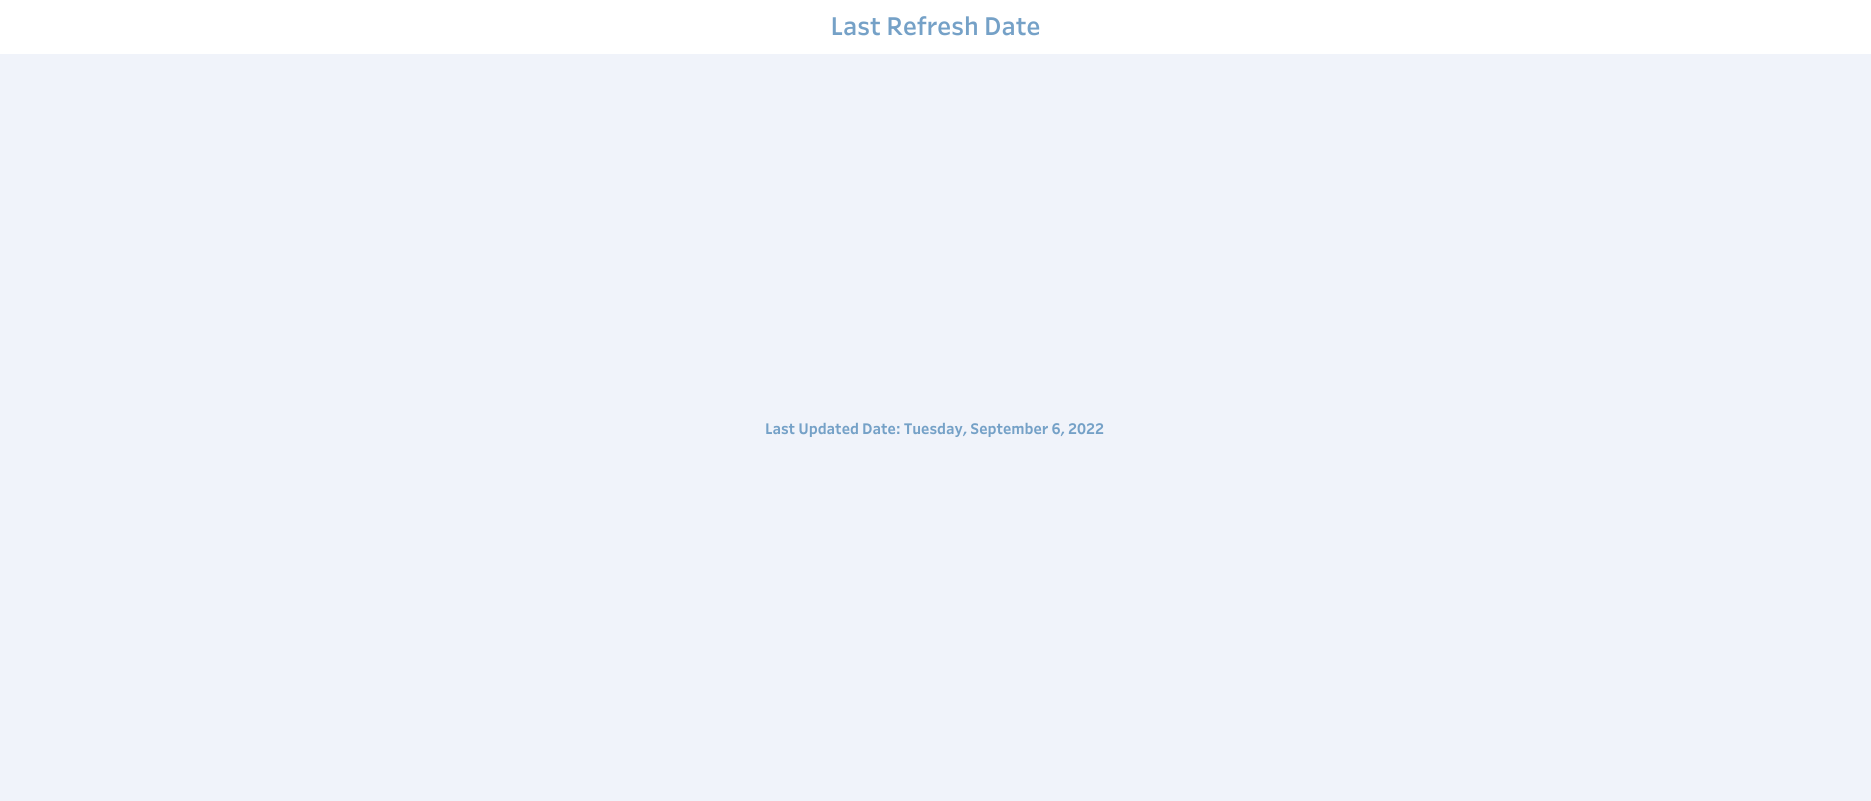 Last Refresh Date
Last Updated Date: Tuesday, September 6, 2022